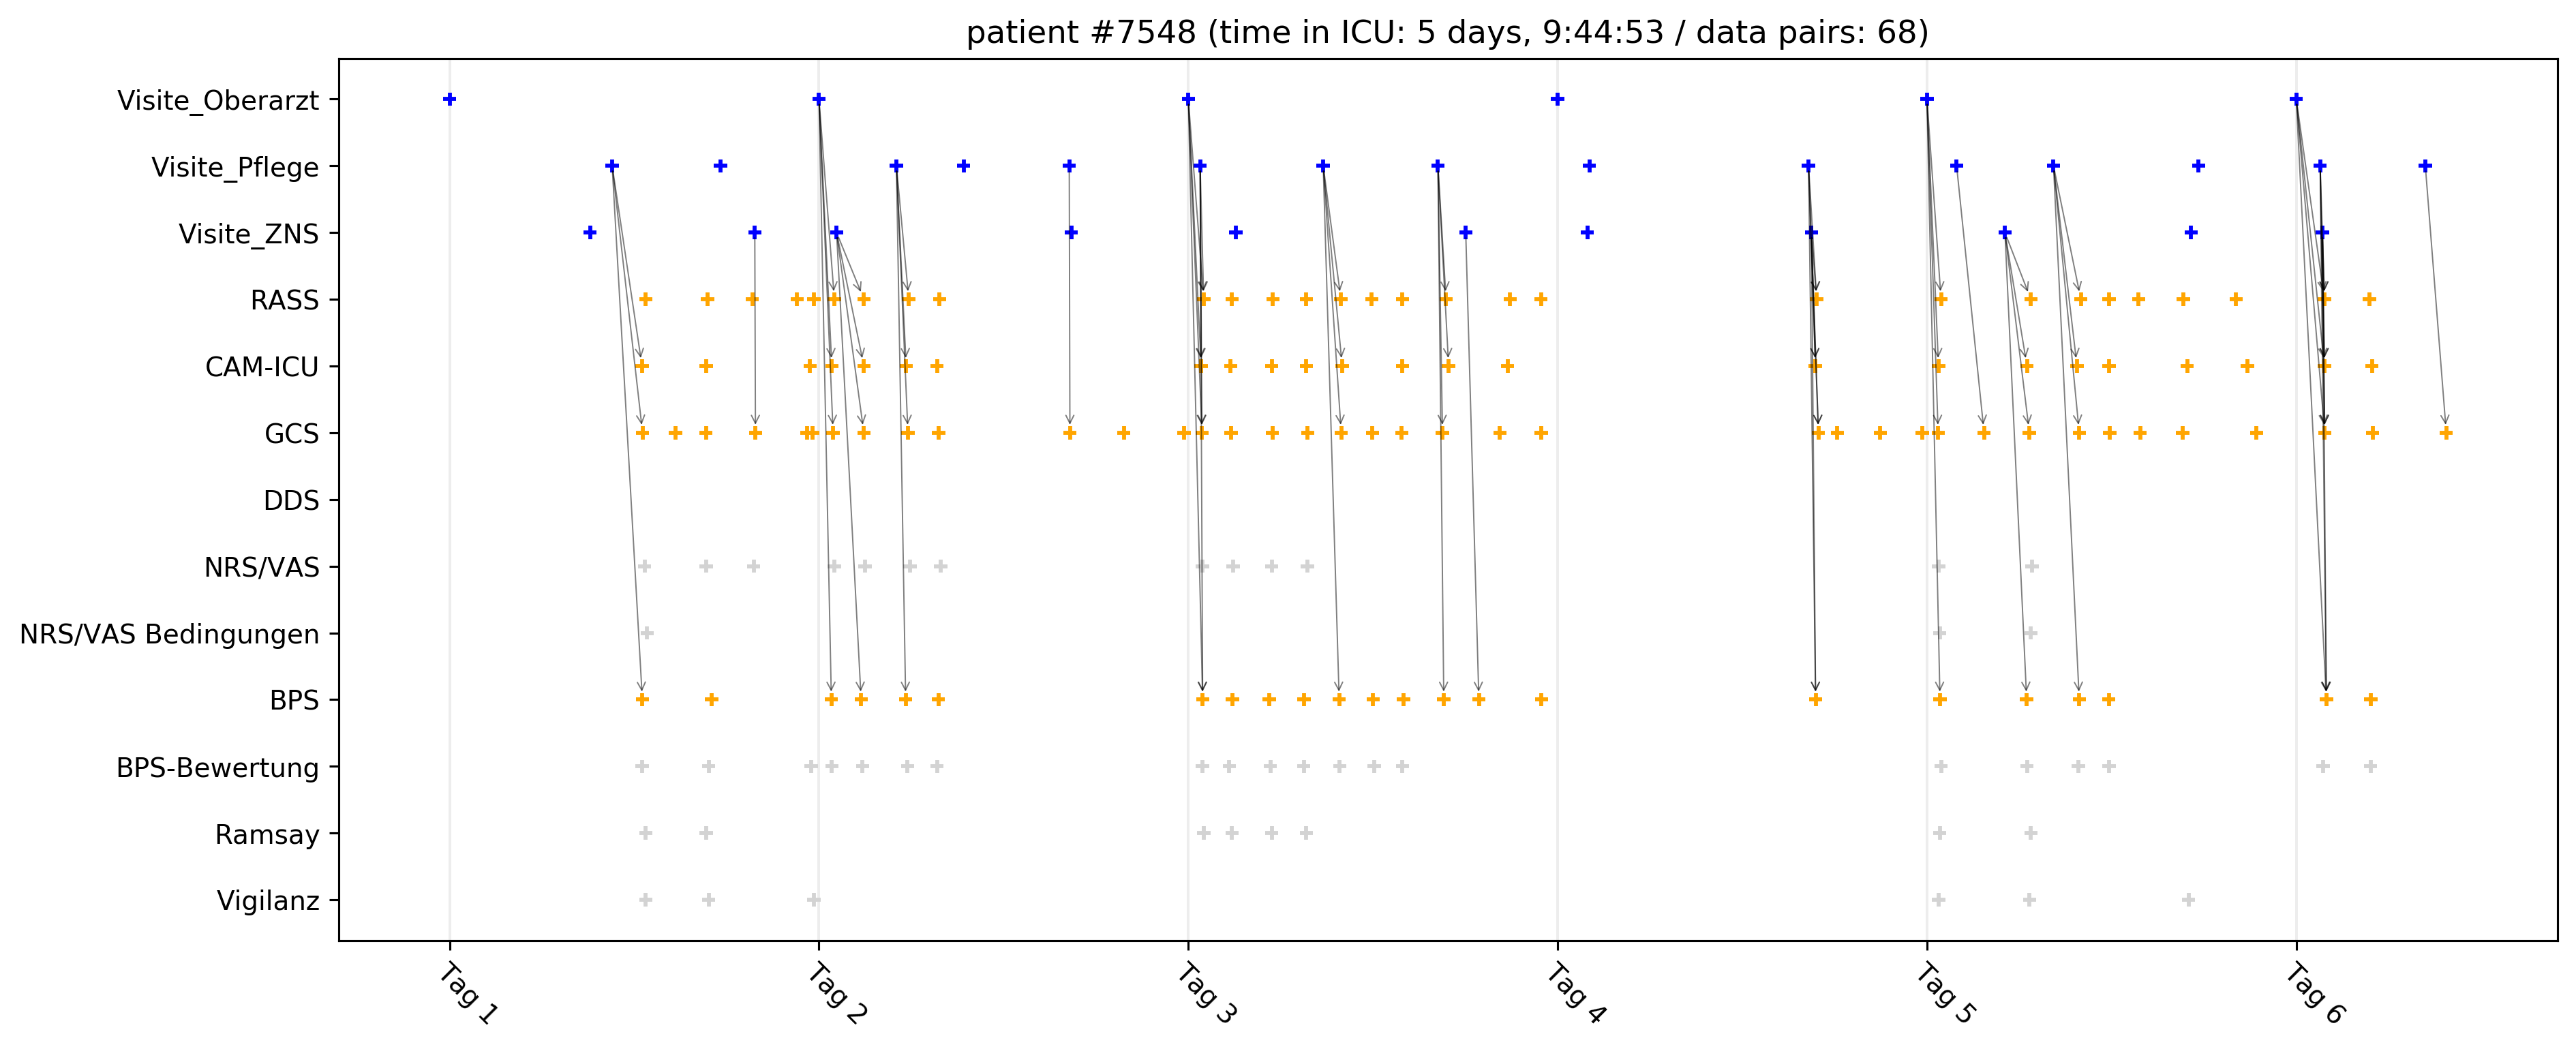 patient #7548 (time in ICU: 5 days, 9:44:53 / data pairs: 68)
Visite_Oberarzt
Visite_Pflege
Visite_ZNS
RASS
CAM-ICU
GCS
DDS
NRS/VAS
NRS/VAS Bedingungen
BPS
BPS-Bewertung
Ramsay
Vigilanz
Tag 1
Tag 2
Tag 3
Tag 4
Tag 5
Tag 6